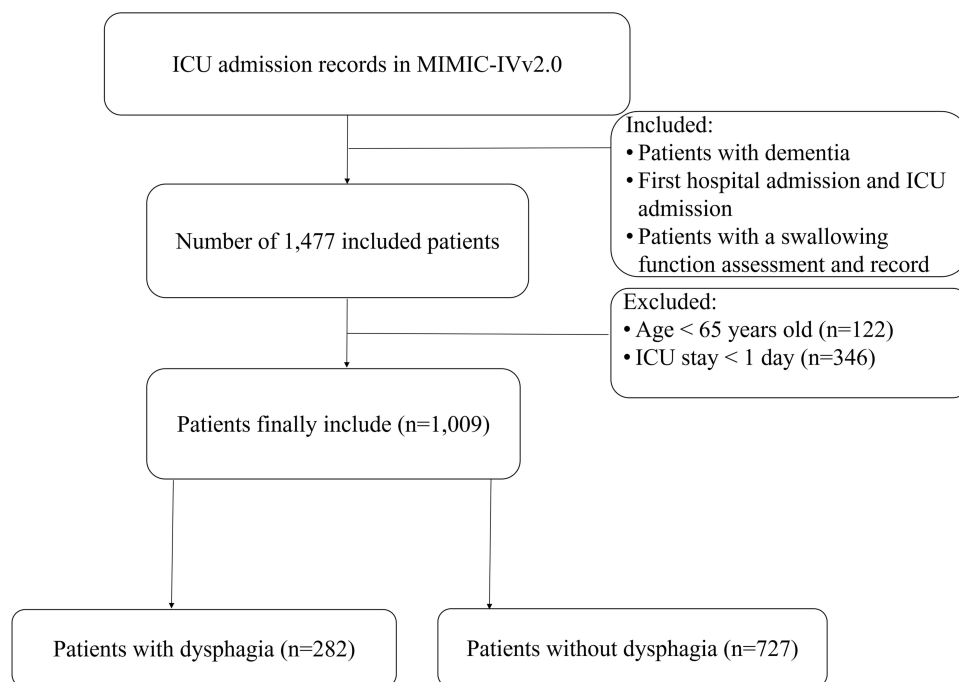 ICU admission records in MIMIC-IVv2.0
Included:
• Patients with dementia
• First hospital admission and ICU
admission
• Patients with a swallowing
function assessment and record
Number of 1,477 included patients
Excluded:
• Age < 65 years old (n=122)
• ICU stay < 1 day (n=346)
Patients finally include (n=1,009)
Patients with dysphagia (n=282)
Patients without dysphagia (n=727)